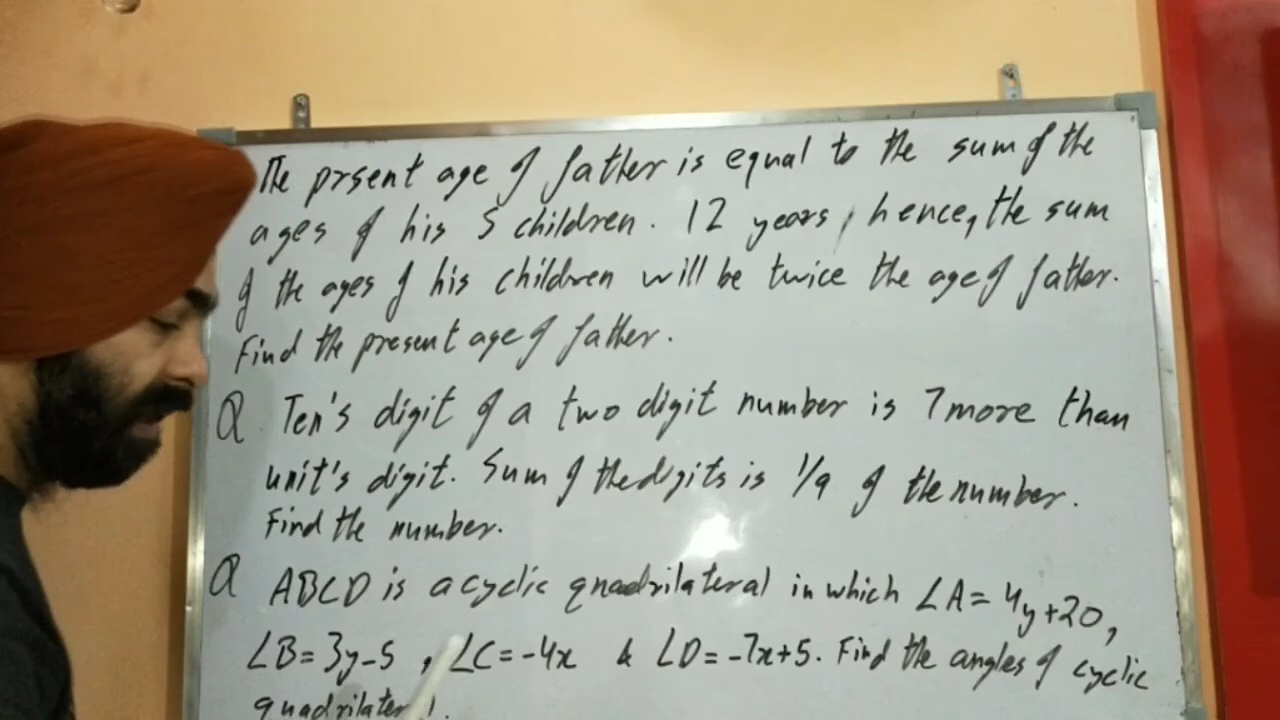 The prsent age of father is equal to the sum of the
ages of his 5 children. 12 years, hence, the sum
of the ages of his children will be twice the age of father.
Find the present age of father.
Q Ten's digit of a two digit number is 7 more than
unit's digit. Sum of the digits is 1/9 of the number.
Find the number.
Q ABCD is a cyclic quadrilateral in which ∠A = 4y+20,
∠B = 3y-5 , ∠C = -4x & ∠D = -7x+5. Find the angles of cyclic
quadrilateral.